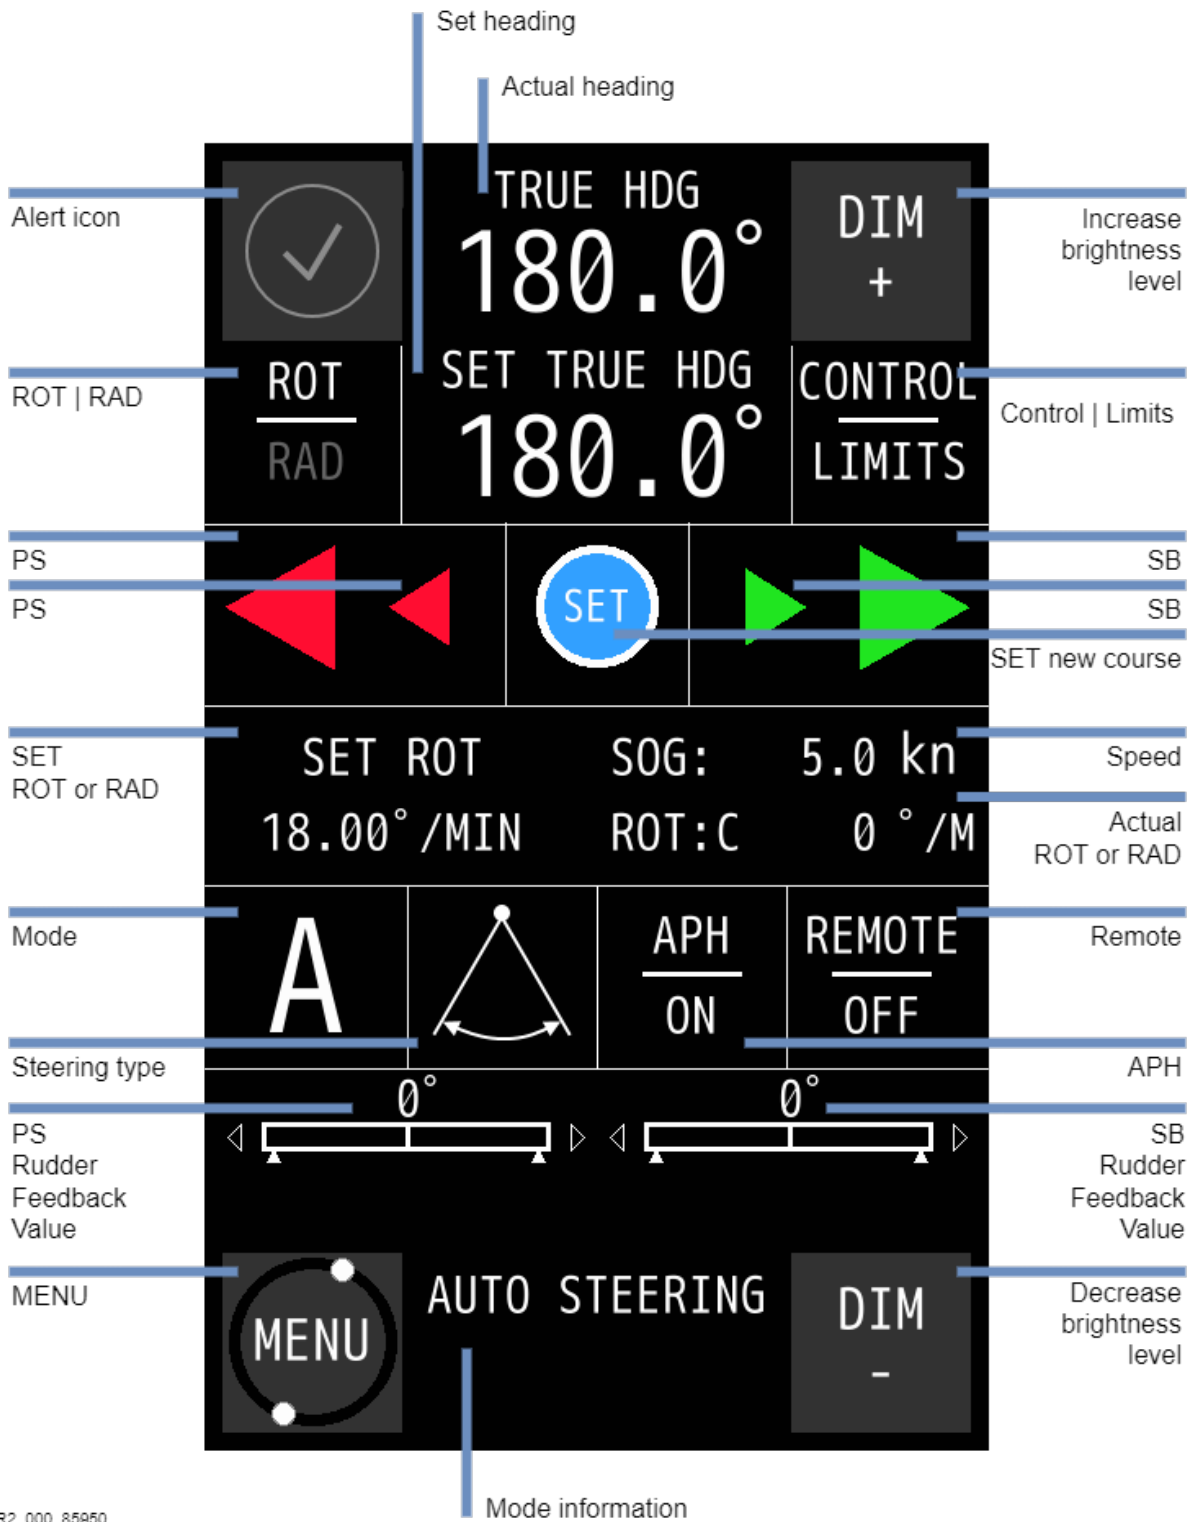 Set heading
Actual heading
Alert icon
TRUE HDG
180.0°
DIM
+
Increase
brightness
level
ROT | RAD
ROT
RAD
SET TRUE HDG
180.0°
CONTROL
LIMITS
Control | Limits
PS
PS
SET
SB
SB
SET new course
SET
ROT or RAD
SET ROT
18.00°/MIN
SOG: 5.0 kn
ROT:C 0 °/M
Speed
Actual
ROT or RAD
Mode
A
APH
ON
REMOTE
OFF
Remote
Steering type
APH
0°
0°
PS
Rudder
Feedback
Value
SB
Rudder
Feedback
Value
MENU
MENU
AUTO STEERING
DIM
-
Decrease
brightness
level
Mode information
R2_000_85950